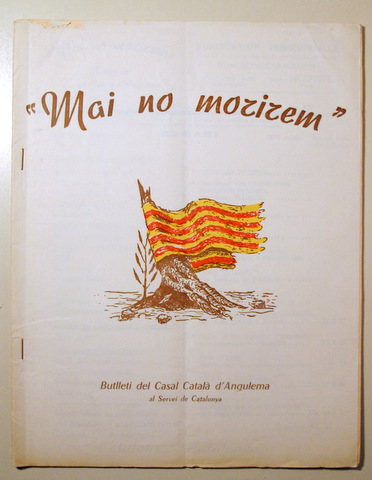 "Mai no morirem"
Butlletí del Casal Català d'Angulema
al Servei de Catalunya